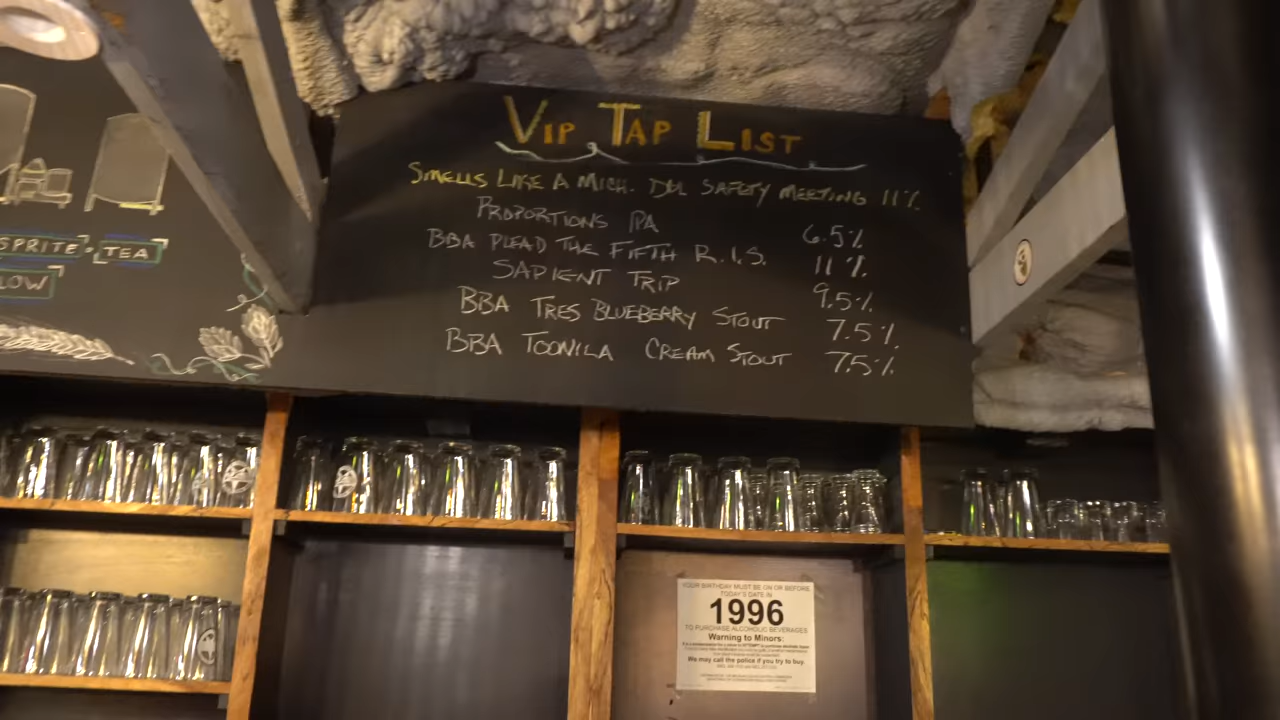 VIP TAP LIST
SMELLS LIKE A MICH. DBL SAFETY MEETING 11%
PROPORTIONS IPA 6.5%
BBA PLEAD THE FIFTH R.I.S. 11%
SAPIENT TRIP 9.5%
BBA TRES BLUEBERRY STOUT 7.5%
BBA TOONILA CREAM STOUT 7.5%
SPRITE · TEA
LOW
YOUR BIRTHDAY MUST BE ON OR BEFORE
TODAY'S DATE IN
1996
TO PURCHASE ALCOHOLIC BEVERAGES
Warning to Minors:
We may call the police if you try to buy.